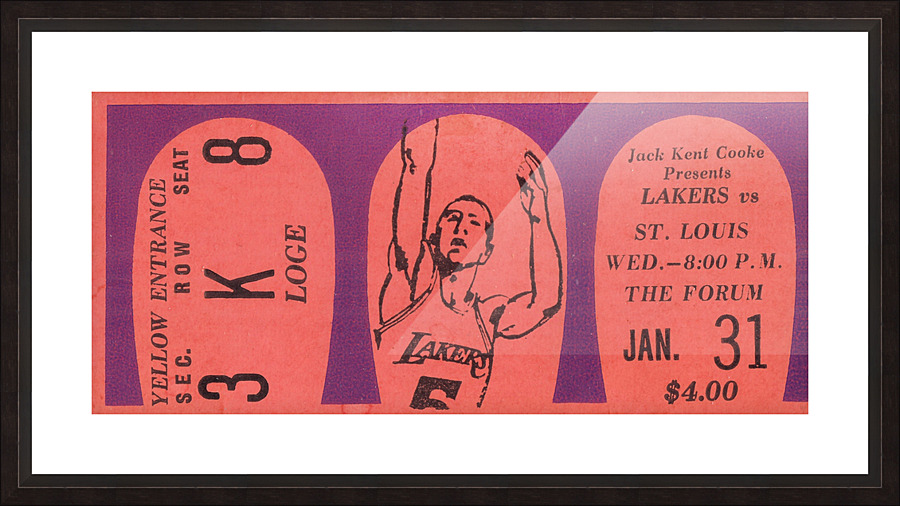 YELLOW ENTRANCE
SEC. ROW SEAT
3 K 8
LOGE
LAKERS
Jack Kent Cooke
Presents
LAKERS vs
ST. LOUIS
WED.—8:00 P.M.
THE FORUM
JAN. 31
$4.00